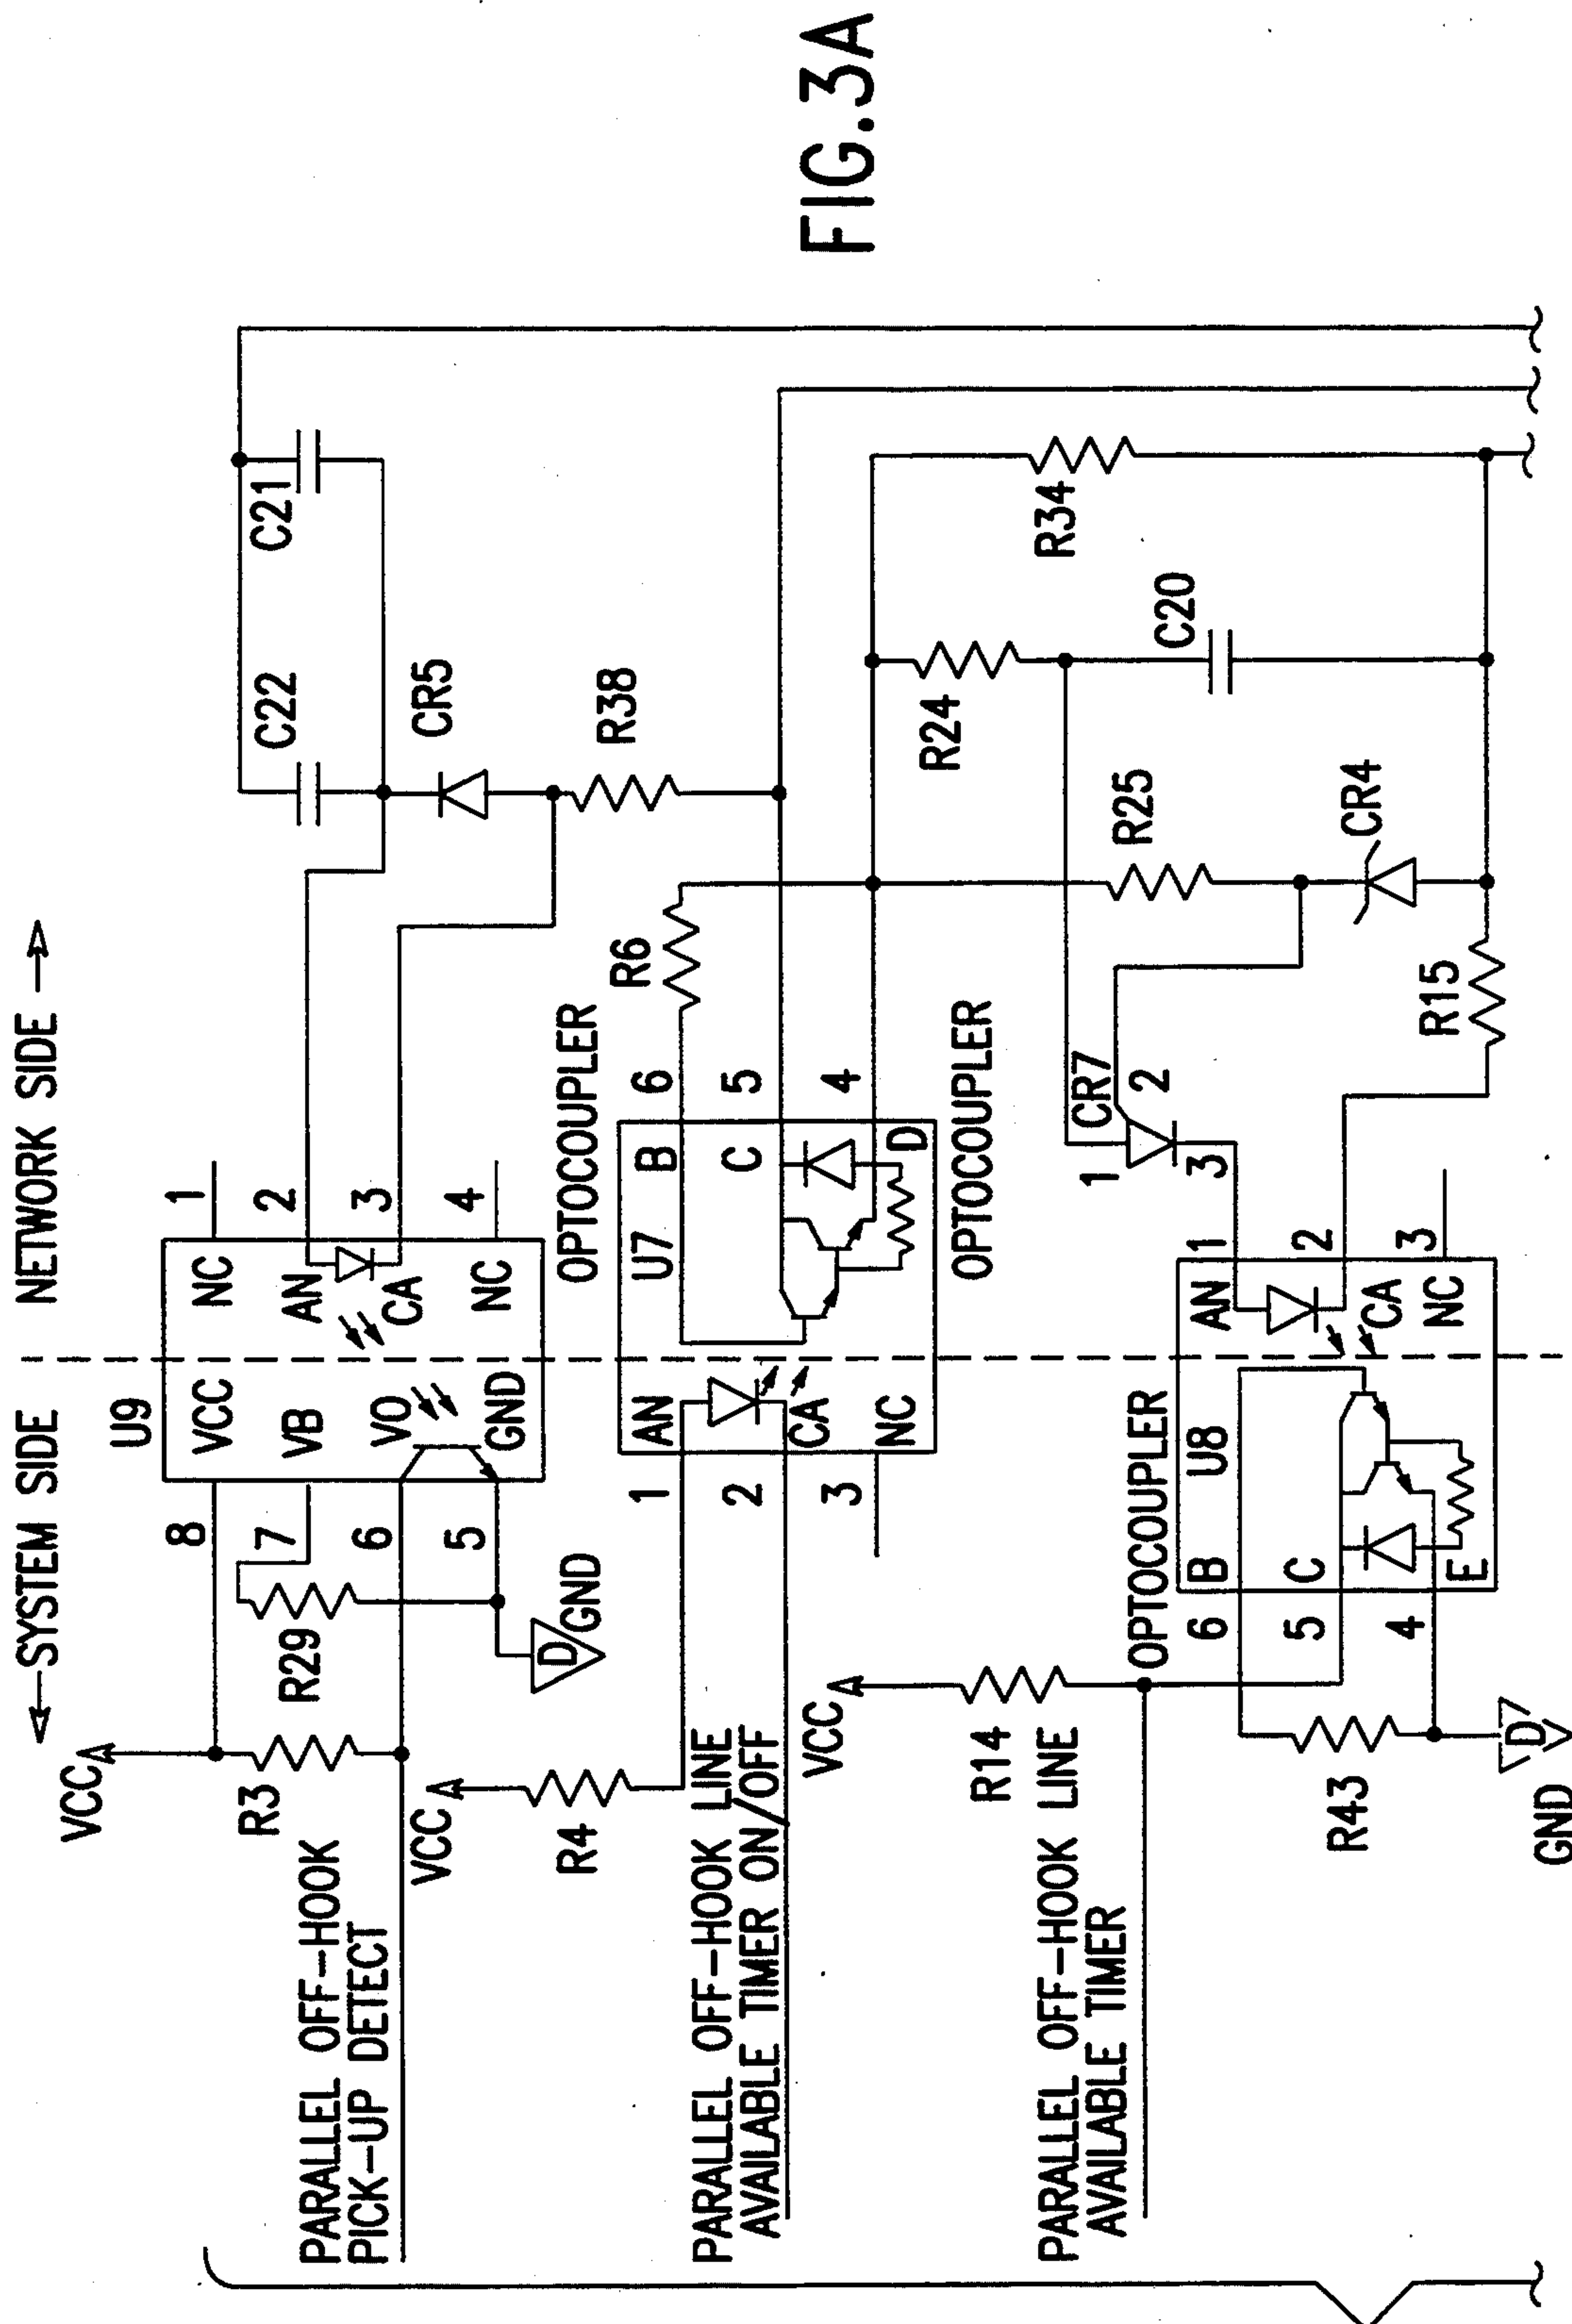 ←SYSTEM SIDE
NETWORK SIDE →
VCC
R3
R29
8
7
6
5
U9
VCC
VB
VO
GND
NC
AN
CA
NC
1
2
3
4
OPTOCOUPLER
C22
C21
CR5
R38
D
GND
PARALLEL OFF-HOOK
PICK-UP DETECT
VCC
R4
PARALLEL OFF-HOOK LINE
AVAILABLE TIMER ON/OFF
1
2
3
AN
CA
NC
U7
B
C
D
6
5
4
OPTOCOUPLER
R6
R24
R34
R25
C20
CR4
R15
CR7
1
2
3
VCC
R14
PARALLEL OFF-HOOK LINE
AVAILABLE TIMER
R43
D
GND
OPTOCOUPLER
6
5
4
B
C
E
U8
AN
CA
NC
1
2
3
FIG.3A